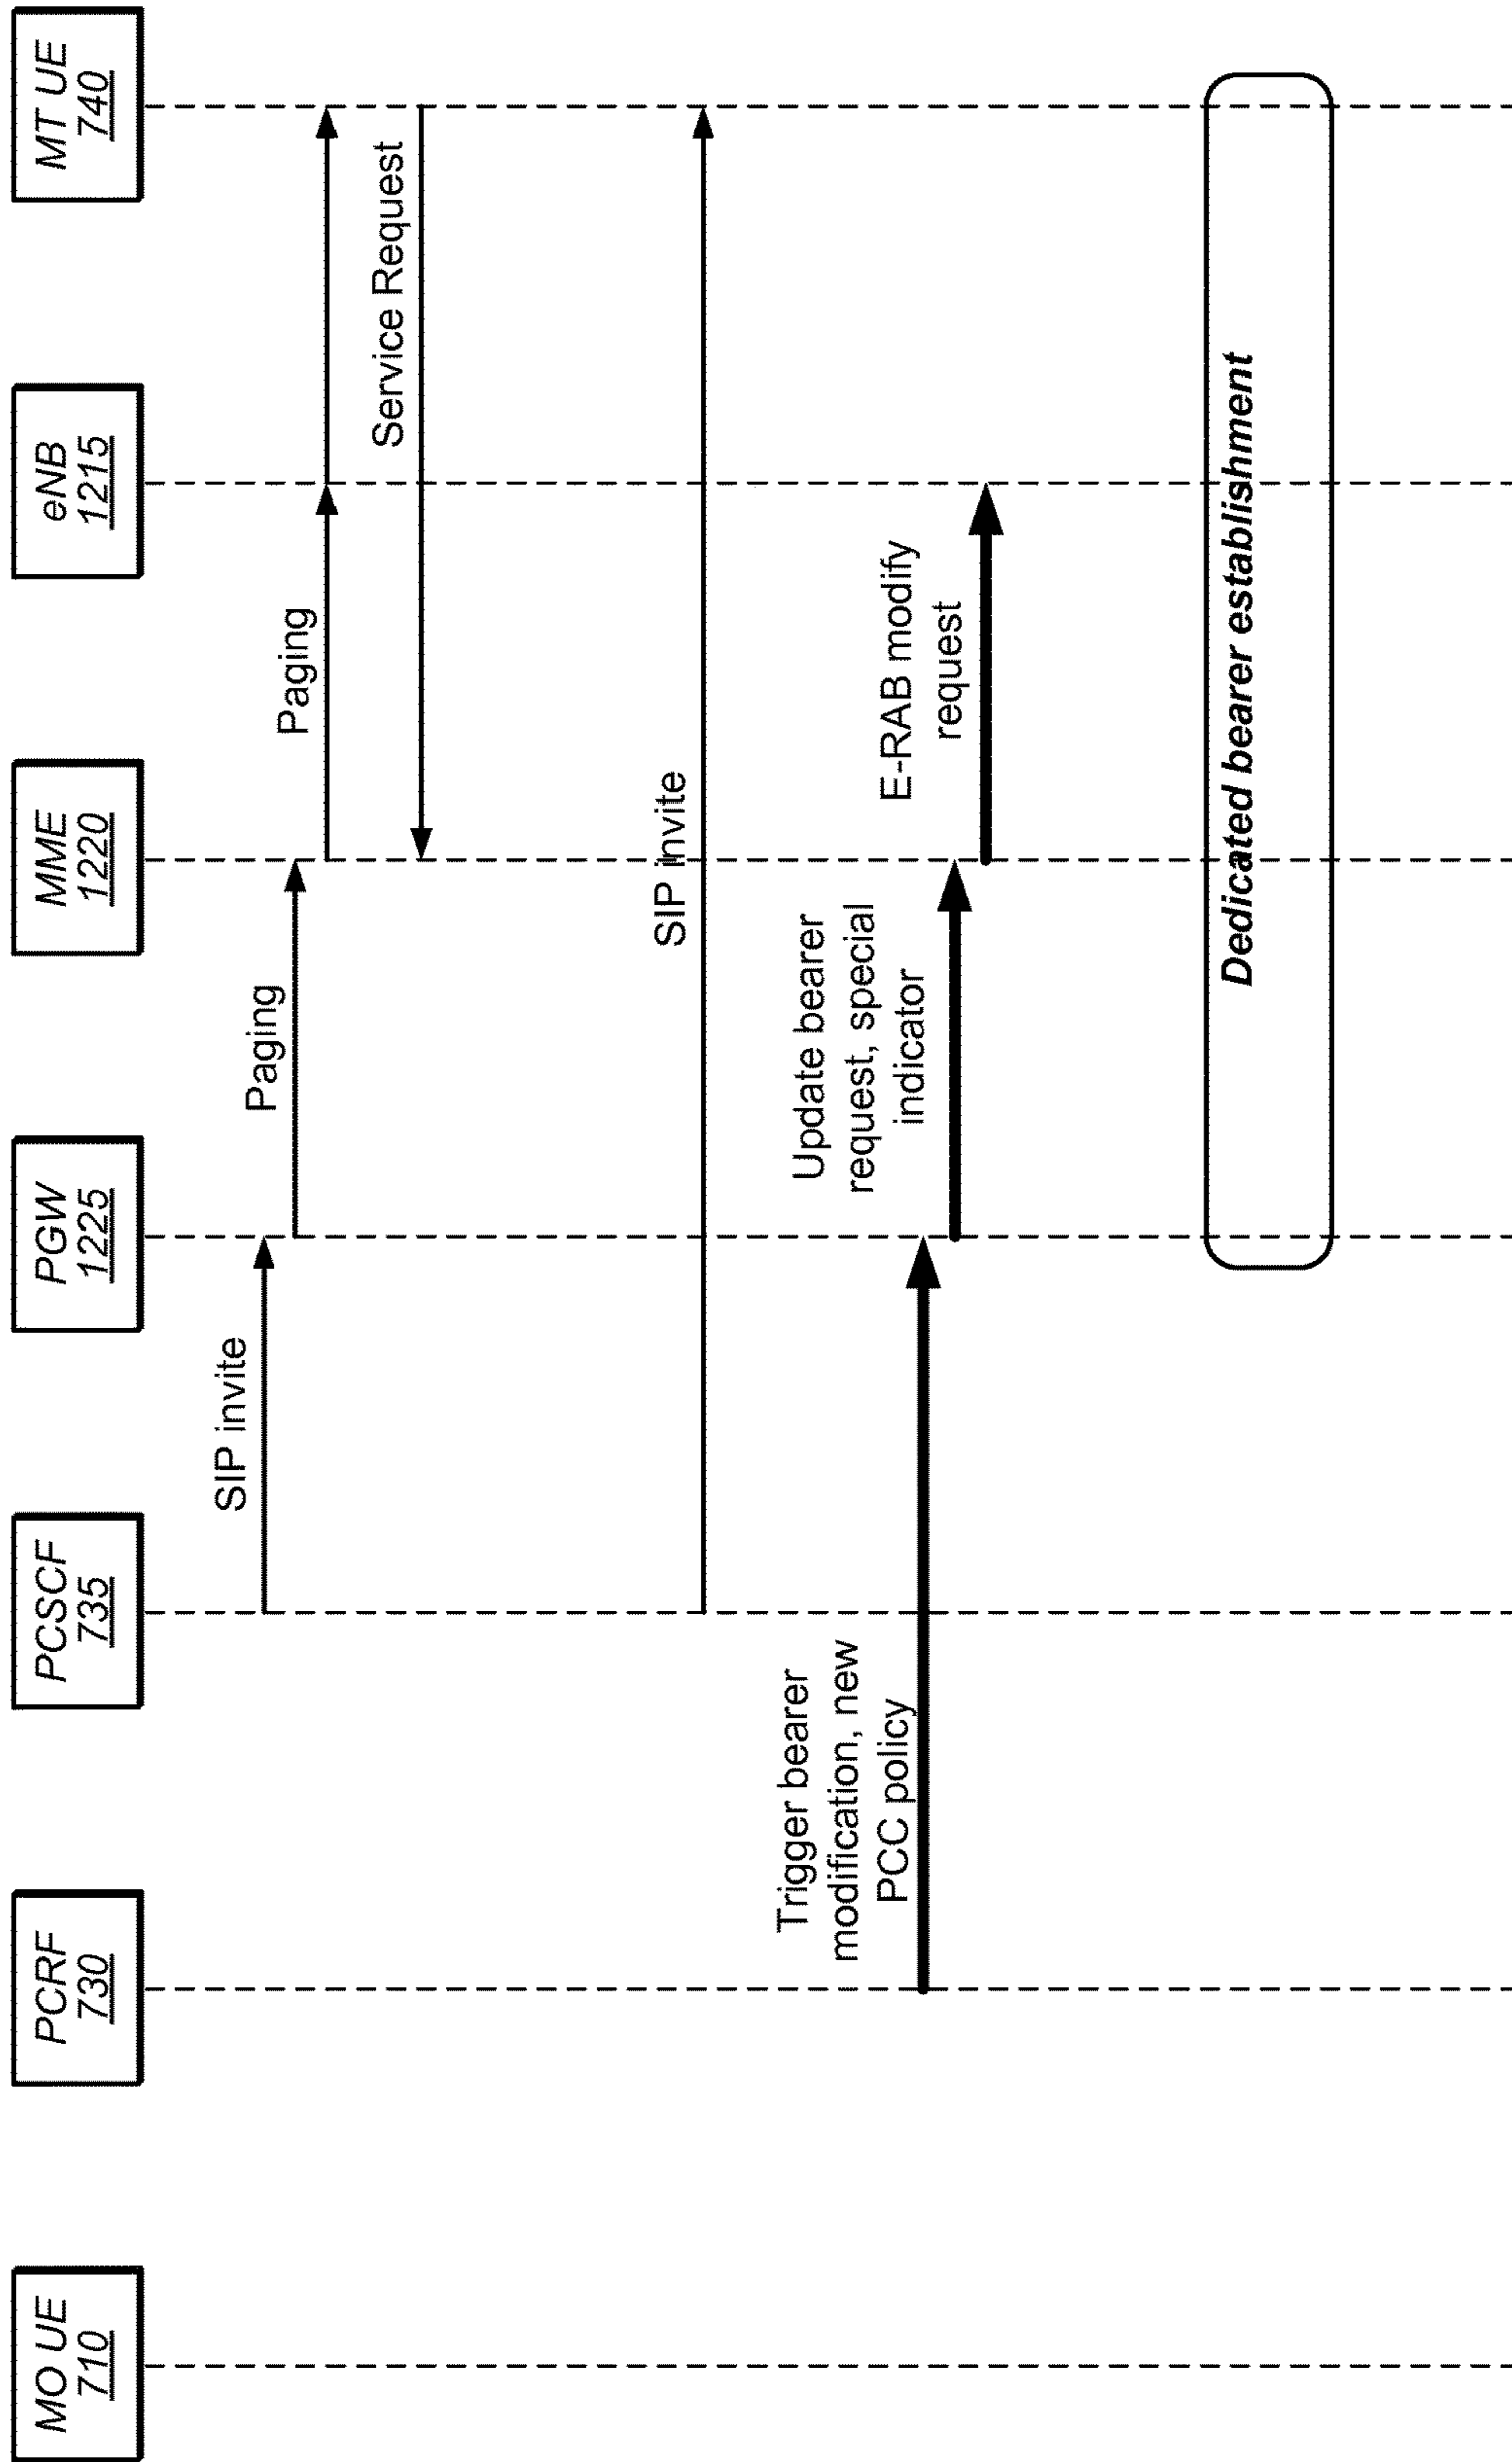 MO UE
710
PCRF
730
PCSCF
735
PGW
1225
MME
1220
eNB
1215
MT UE
740
SIP invite
Paging
Paging
Service Request
SIP invite
Trigger bearer
modification, new
PCC policy
Update bearer
request, special
indicator
E-RAB modify
request
Dedicated bearer establishment